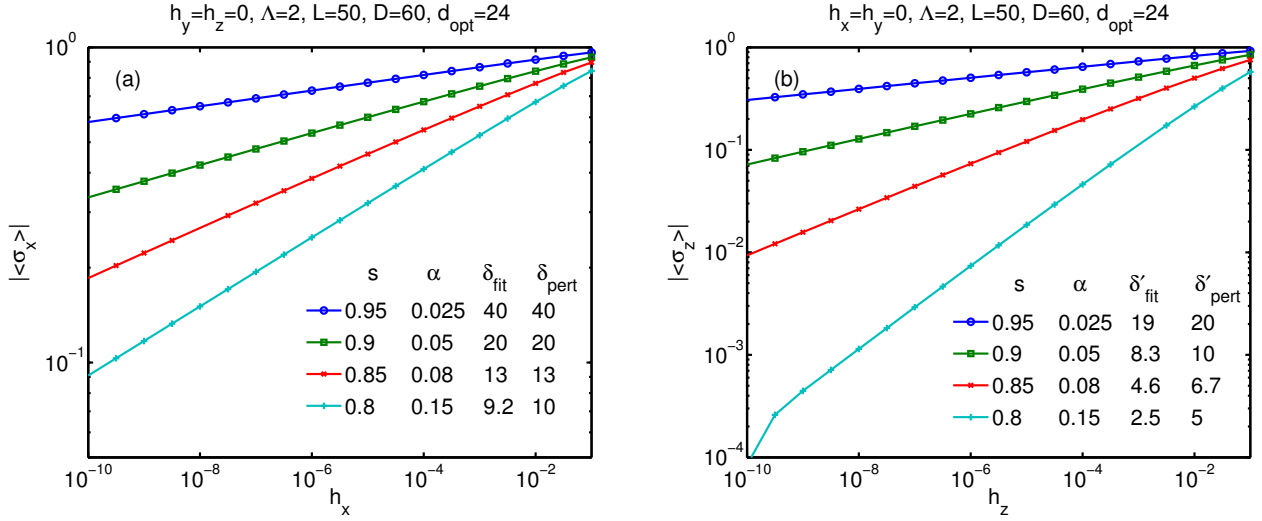 h_y=h_z=0, Λ=2, L=50, D=60, d_opt=24
(a)
10^0
10^−1
|<σ_x>|
s α δ_fit δ_pert
0.95 0.025 40 40
0.9 0.05 20 20
0.85 0.08 13 13
0.8 0.15 9.2 10
10^−10 10^−8 10^−6 10^−4 10^−2
h_x
h_x=h_y=0, Λ=2, L=50, D=60, d_opt=24
(b)
10^0
10^−1
10^−2
10^−3
10^−4
|<σ_z>|
s α δ′_fit δ′_pert
0.95 0.025 19 20
0.9 0.05 8.3 10
0.85 0.08 4.6 6.7
0.8 0.15 2.5 5
10^−10 10^−8 10^−6 10^−4 10^−2
h_z